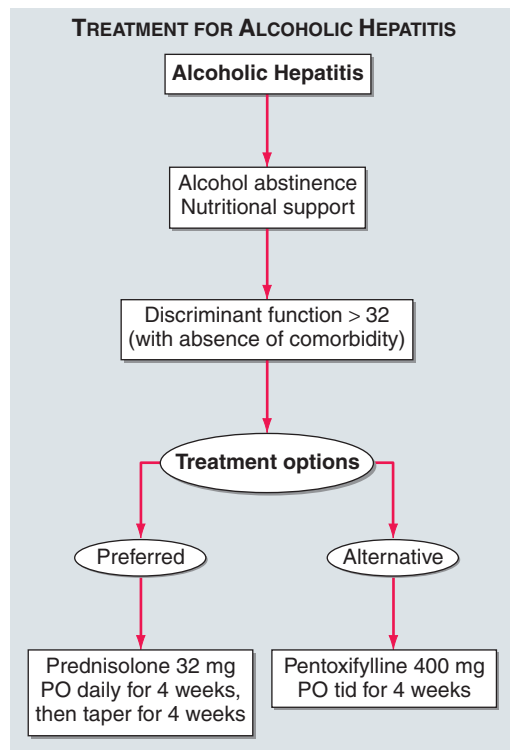 TREATMENT FOR ALCOHOLIC HEPATITIS
Alcoholic Hepatitis
Alcohol abstinence
Nutritional support
Discriminant function > 32
(with absence of comorbidity)
Treatment options
Preferred
Alternative
Prednisolone 32 mg
PO daily for 4 weeks,
then taper for 4 weeks
Pentoxifylline 400 mg
PO tid for 4 weeks